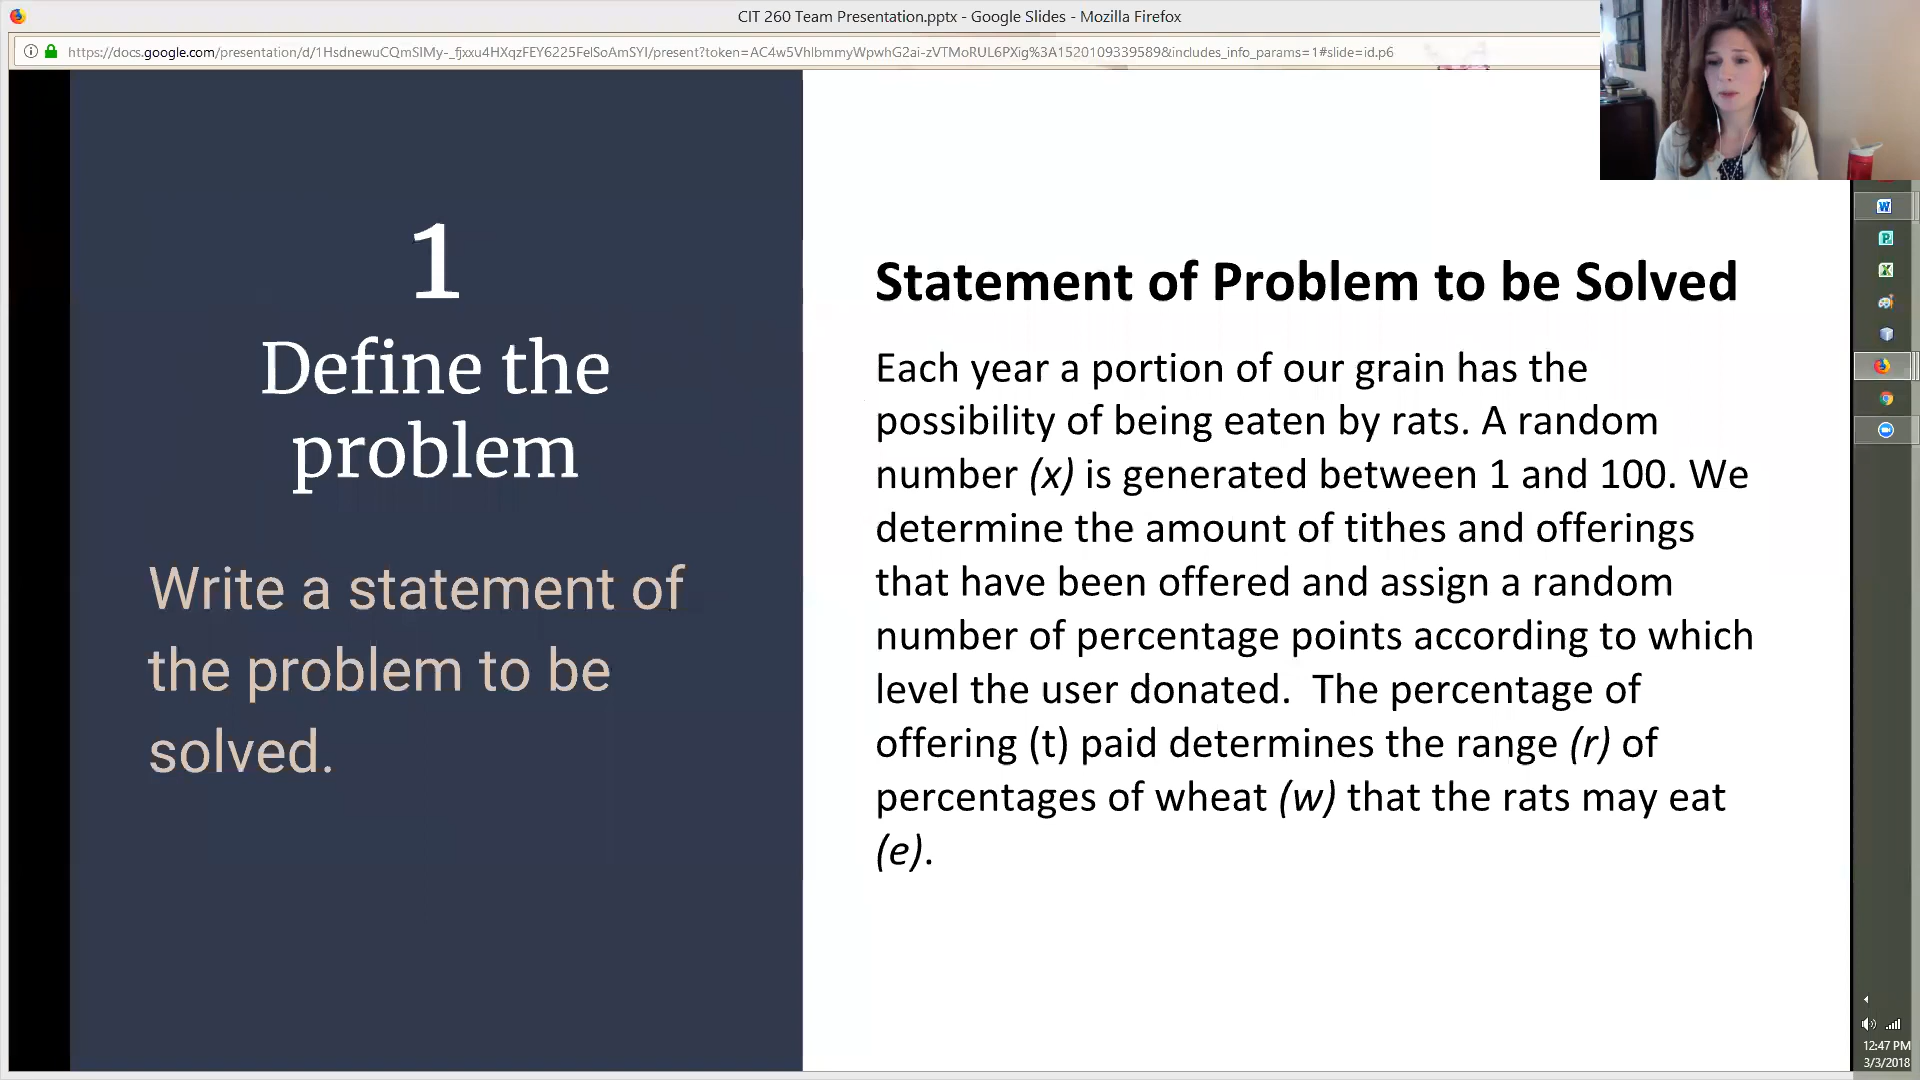 CIT 260 Team Presentation.pptx - Google Slides - Mozilla Firefox
https://docs.google.com/presentation/d/1HsdnewuCQmSIMy-_fjxxu4HXqzFEY6225FelSoAmSYI/present?token=AC4w5VhlbmmyWpwhG2ai-zVTMoRUL6PXig%3A1520109339589&includes_info_params=1#slide=id.p6
1
Define the
problem
Write a statement of
the problem to be
solved.
Statement of Problem to be Solved
Each year a portion of our grain has the
possibility of being eaten by rats. A random
number (x) is generated between 1 and 100. We
determine the amount of tithes and offerings
that have been offered and assign a random
number of percentage points according to which
level the user donated.  The percentage of
offering (t) paid determines the range (r) of
percentages of wheat (w) that the rats may eat
(e).
12:47 PM
3/3/2018